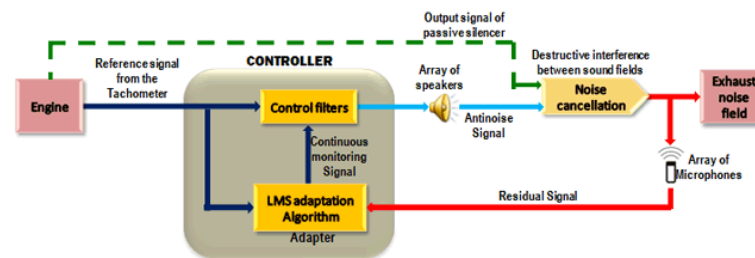 Output signal of
passive silencer
Reference signal
from the
Tachometer
CONTROLLER
Array of
speakers
Destructive interference
between sound fields
Engine
Control filters
Noise
cancellation
Exhaust
noise
field
Antinoise
Signal
Continuous
monitoring
Signal
Array of
Microphones
LMS adaptation
Algorithm
Residual Signal
Adapter